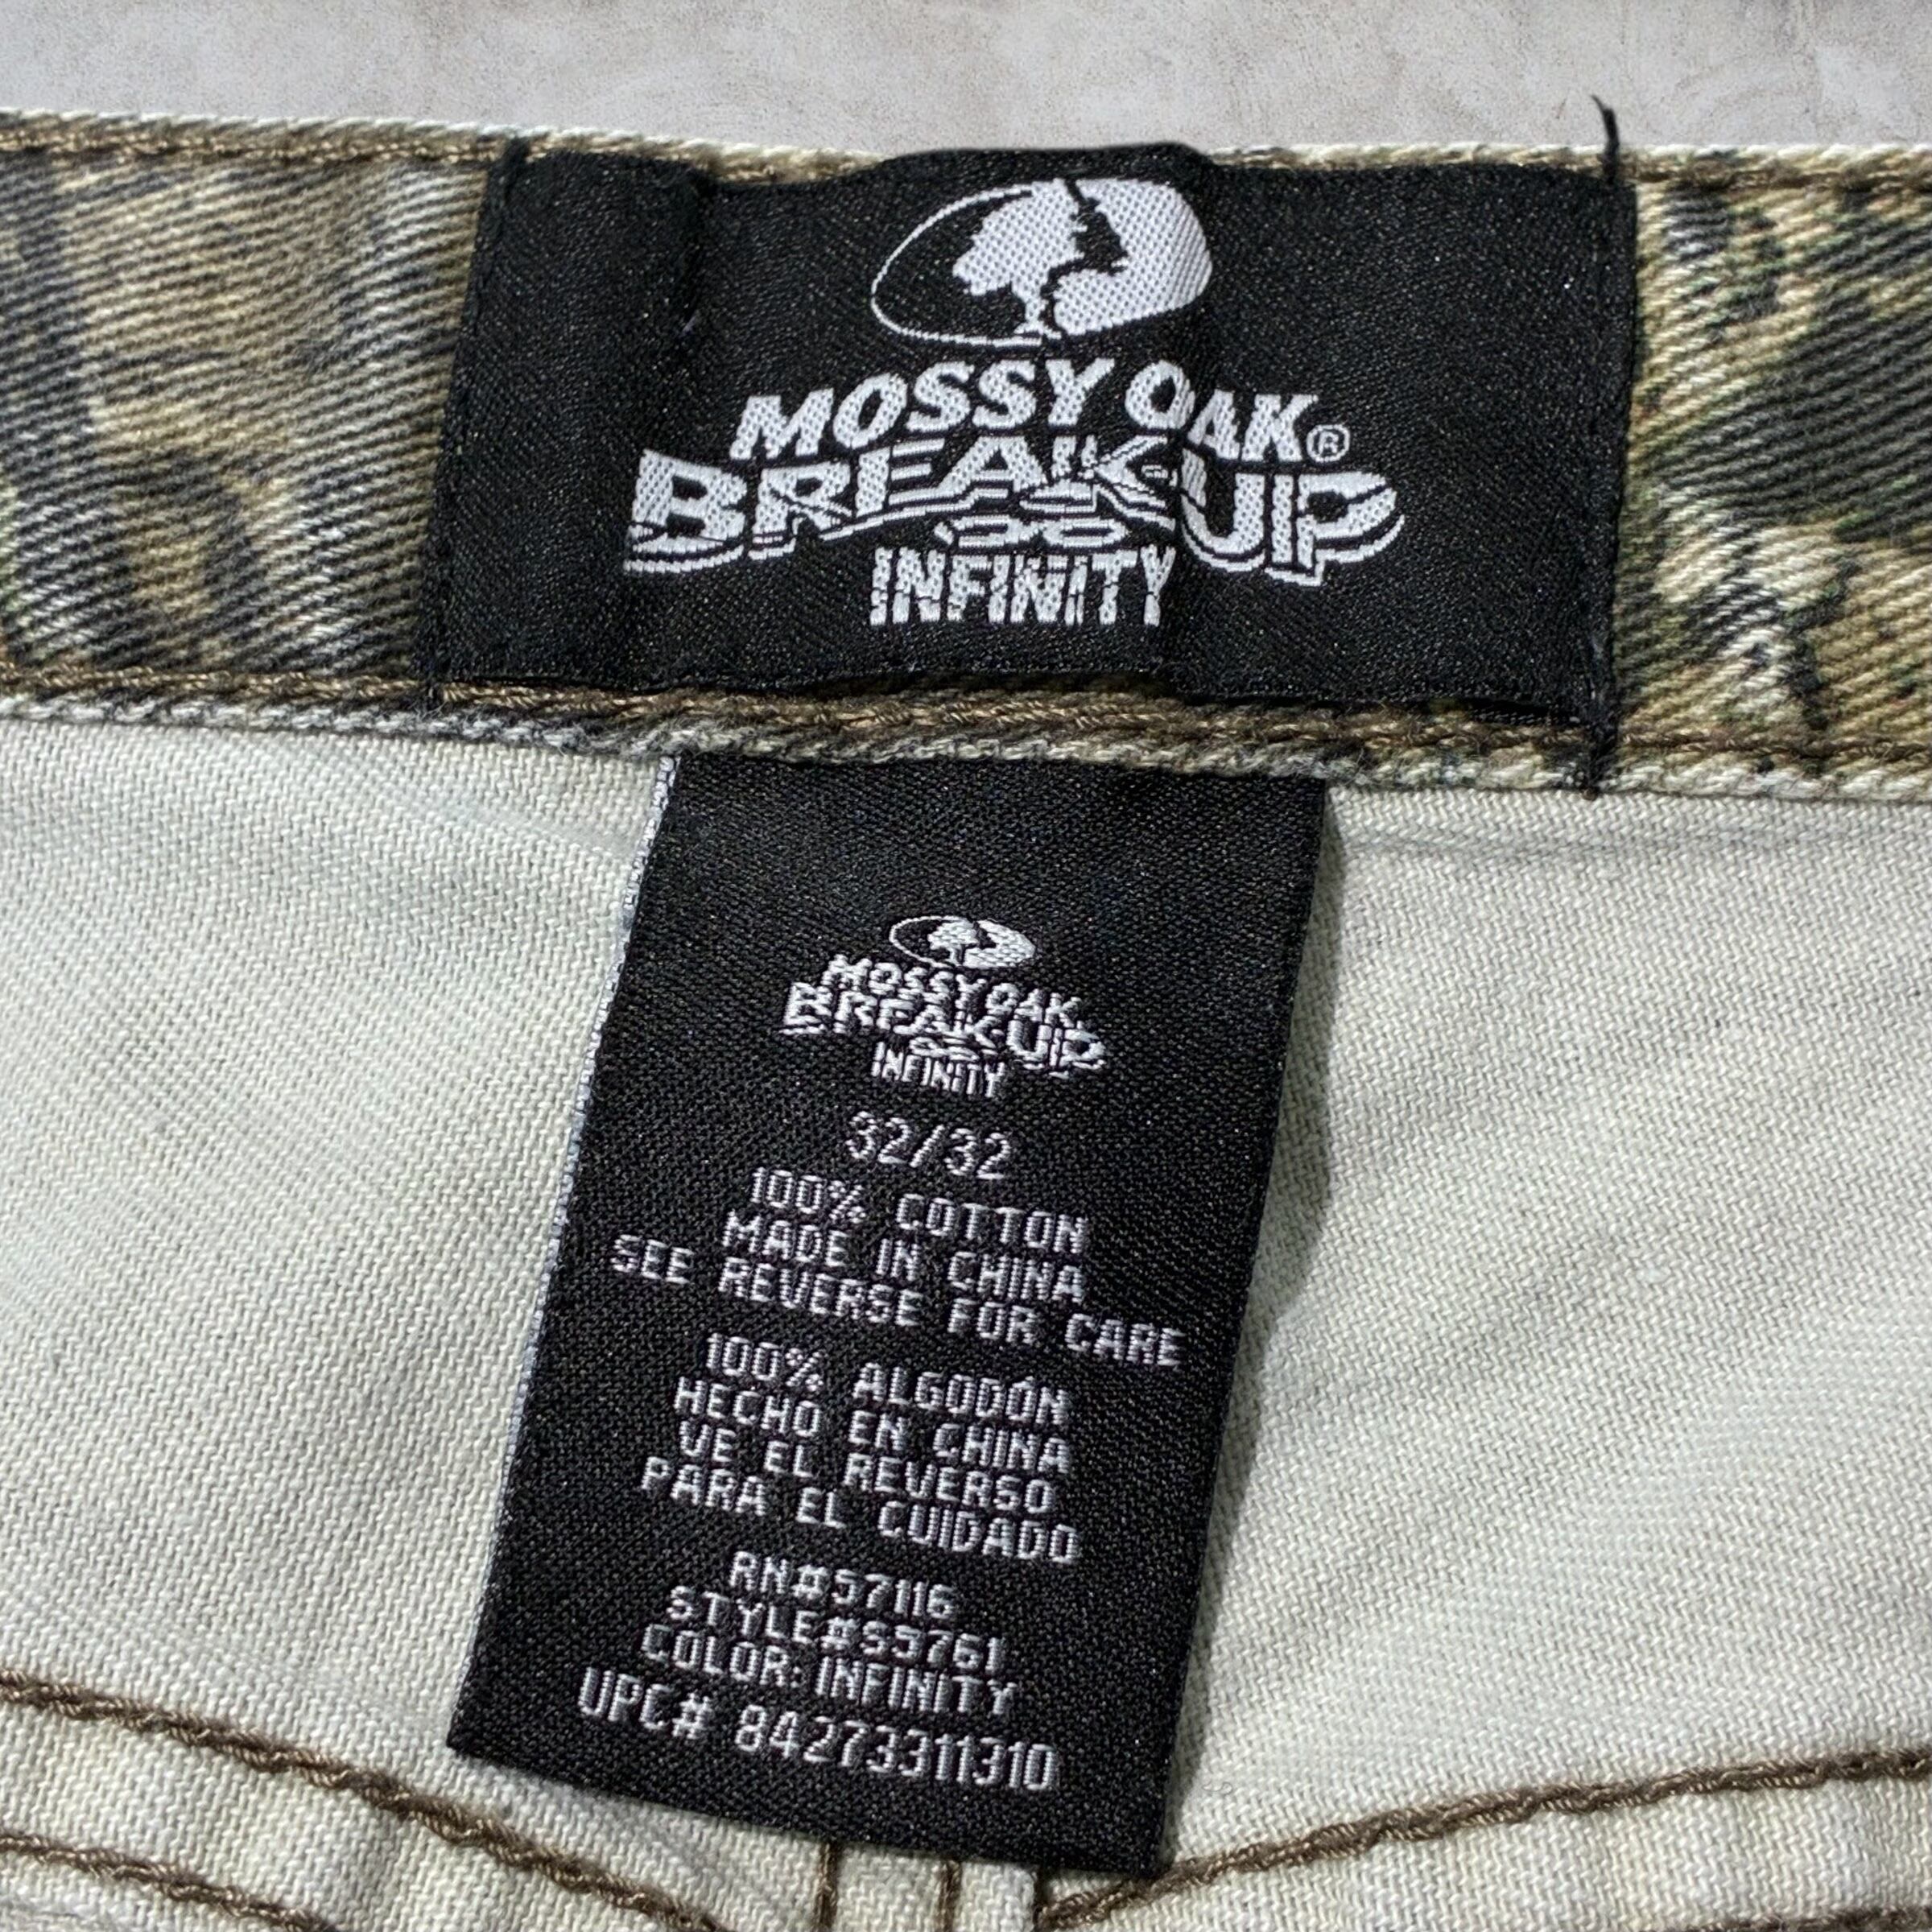 MOSSY OAK®
BREAK-UP
INFINITY
MOSSY OAK
BREAK-UP
INFINITY
32/32
100% COTTON
MADE IN CHINA
SEE REVERSE FOR CARE
100% ALGODÓN
HECHO EN CHINA
VE EL REVERSO
PARA EL CUIDADO
RN#57116
STYLE#S9761
COLOR: INFINITY
UPC# 84273311310